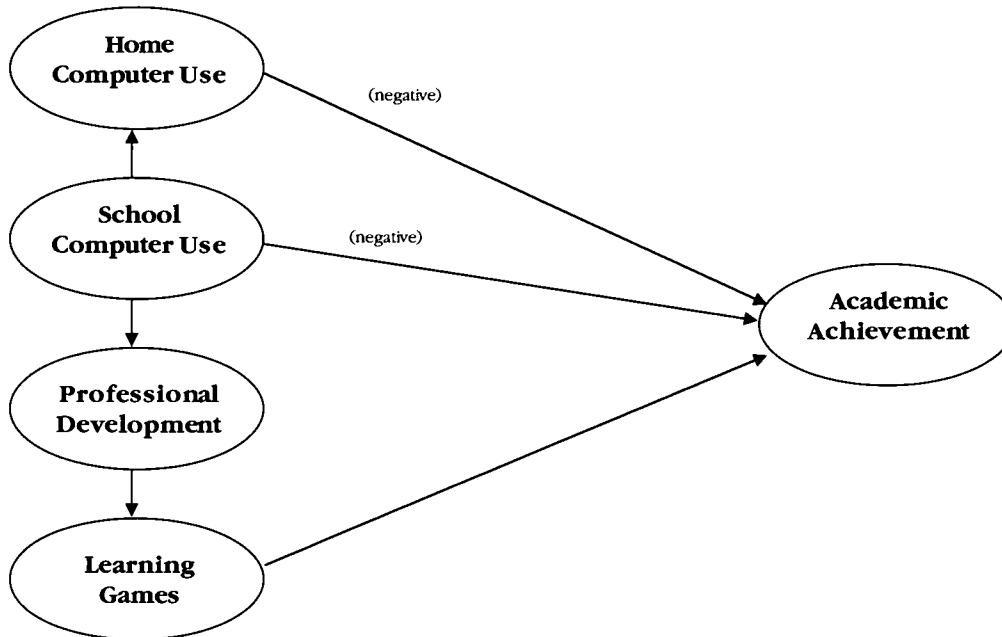 Home
Computer Use
(negative)
School
Computer Use
(negative)
Academic
Achievement
Professional
Development
Learning
Games